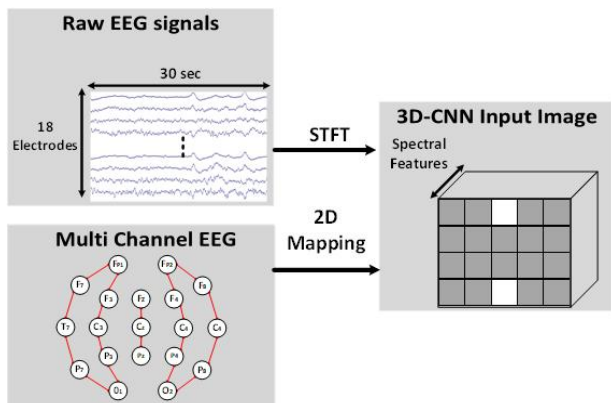 Raw EEG signals
30 sec
18
Electrodes
STFT
3D-CNN Input Image
Spectral
Features
2D
Mapping
Multi Channel EEG
FP1 FP2
F7 F3 FZ F4 F8
T7 C3 CZ C4 C4
P7 P3 PZ P4 P8
O1 O2